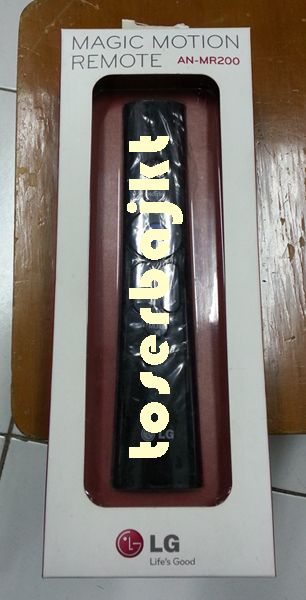 MAGIC MOTION
REMOTE AN-MR200
toserbajkt
LG
LG
Life's Good